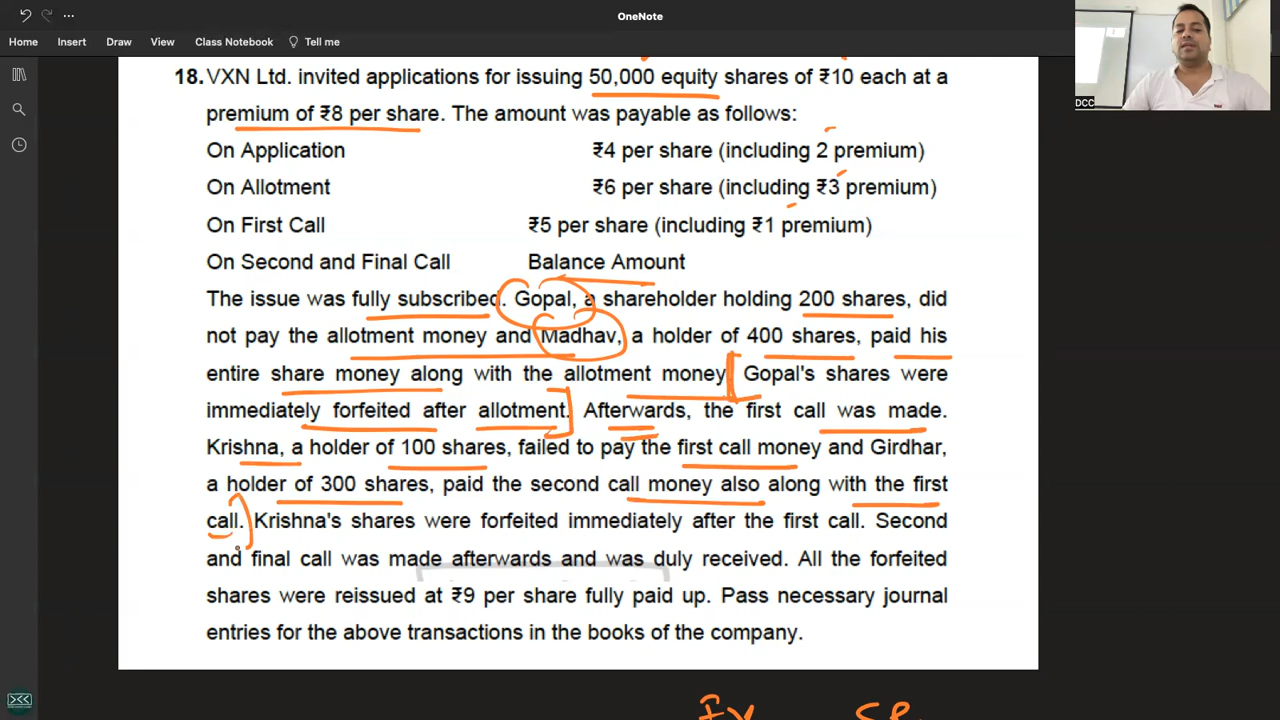 OneNote
Home Insert Draw View Class Notebook Tell me
18. VXN Ltd. invited applications for issuing 50,000 equity shares of ₹10 each at a
premium of ₹8 per share. The amount was payable as follows:
On Application ₹4 per share (including 2 premium)
On Allotment ₹6 per share (including ₹3 premium)
On First Call ₹5 per share (including ₹1 premium)
On Second and Final Call Balance Amount
The issue was fully subscribed. Gopal, a shareholder holding 200 shares, did
not pay the allotment money and Madhav, a holder of 400 shares, paid his
entire share money along with the allotment money. Gopal's shares were
immediately forfeited after allotment. Afterwards, the first call was made.
Krishna, a holder of 100 shares, failed to pay the first call money and Girdhar,
a holder of 300 shares, paid the second call money also along with the first
call. Krishna's shares were forfeited immediately after the first call. Second
and final call was made afterwards and was duly received. All the forfeited
shares were reissued at ₹9 per share fully paid up. Pass necessary journal
entries for the above transactions in the books of the company.
DCC